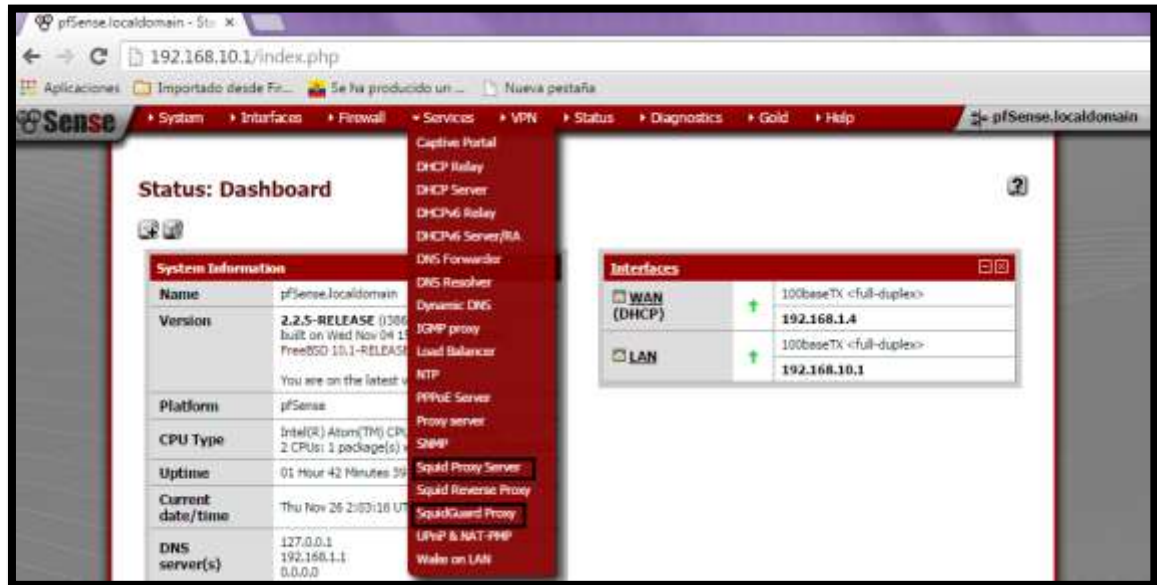 pfSense.localdomain - Sta
192.168.10.1/index.php
Aplicaciones Importado desde Fir... Se ha producido un ... Nueva pestaña
Sense System Interfaces Firewall Services VPN Status Diagnostics Gold Help pfSense.localdomain
Captive Portal
DHCP Relay
DHCP Server
DHCPv6 Relay
DHCPv6 Server/RA
DNS Forwarder
DNS Resolver
Dynamic DNS
IGMP proxy
Load Balancer
NTP
PPPoE Server
Proxy server
SNMP
Squid Proxy Server
Squid Reverse Proxy
SquidGuard Proxy
UPnP & NAT-PMP
Wake on LAN
Status: Dashboard
System Information
Name pfSense.localdomain
Version 2.2.5-RELEASE (i386
built on Wed Nov 04 15
FreeBSD 10.1-RELEASE
You are on the latest v
Platform pfSense
CPU Type Intel(R) Atom(TM) CPU
2 CPUs: 1 package(s) x
Uptime 01 Hour 42 Minutes 39
Current date/time Thu Nov 26 2:03:16 UT
DNS server(s) 127.0.0.1
192.168.1.1
0.0.0.0
Interfaces
WAN (DHCP) 100baseTX <full-duplex>
192.168.1.4
LAN 100baseTX <full-duplex>
192.168.10.1